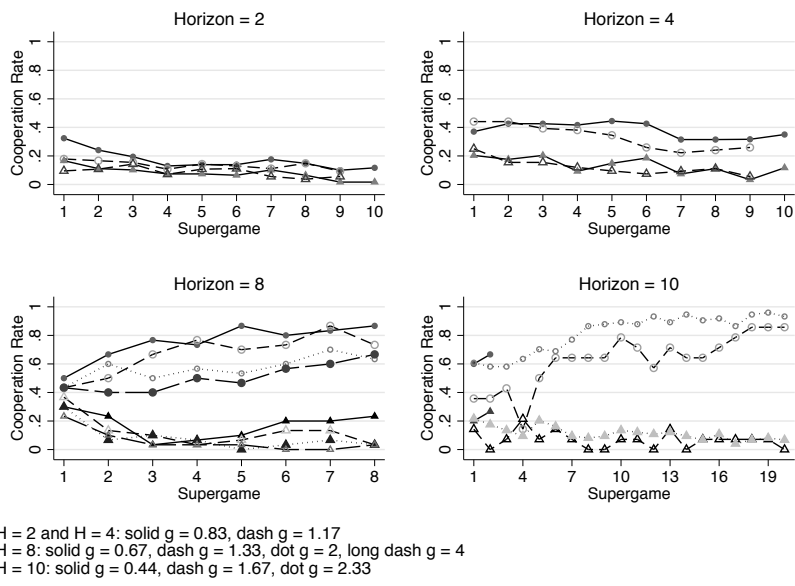 Horizon = 2
Cooperation Rate
0 .2 .4 .6 .8 1
1 2 3 4 5 6 7 8 9 10
Supergame
Horizon = 4
Cooperation Rate
0 .2 .4 .6 .8 1
1 2 3 4 5 6 7 8 9 10
Supergame
Horizon = 8
Cooperation Rate
0 .2 .4 .6 .8 1
1 2 3 4 5 6 7 8
Supergame
Horizon = 10
Cooperation Rate
0 .2 .4 .6 .8 1
1 4 7 10 13 16 19
Supergame
H = 2 and H = 4: solid g = 0.83, dash g = 1.17
H = 8: solid g = 0.67, dash g = 1.33, dot g = 2, long dash g = 4
H = 10: solid g = 0.44, dash g = 1.67, dot g = 2.33